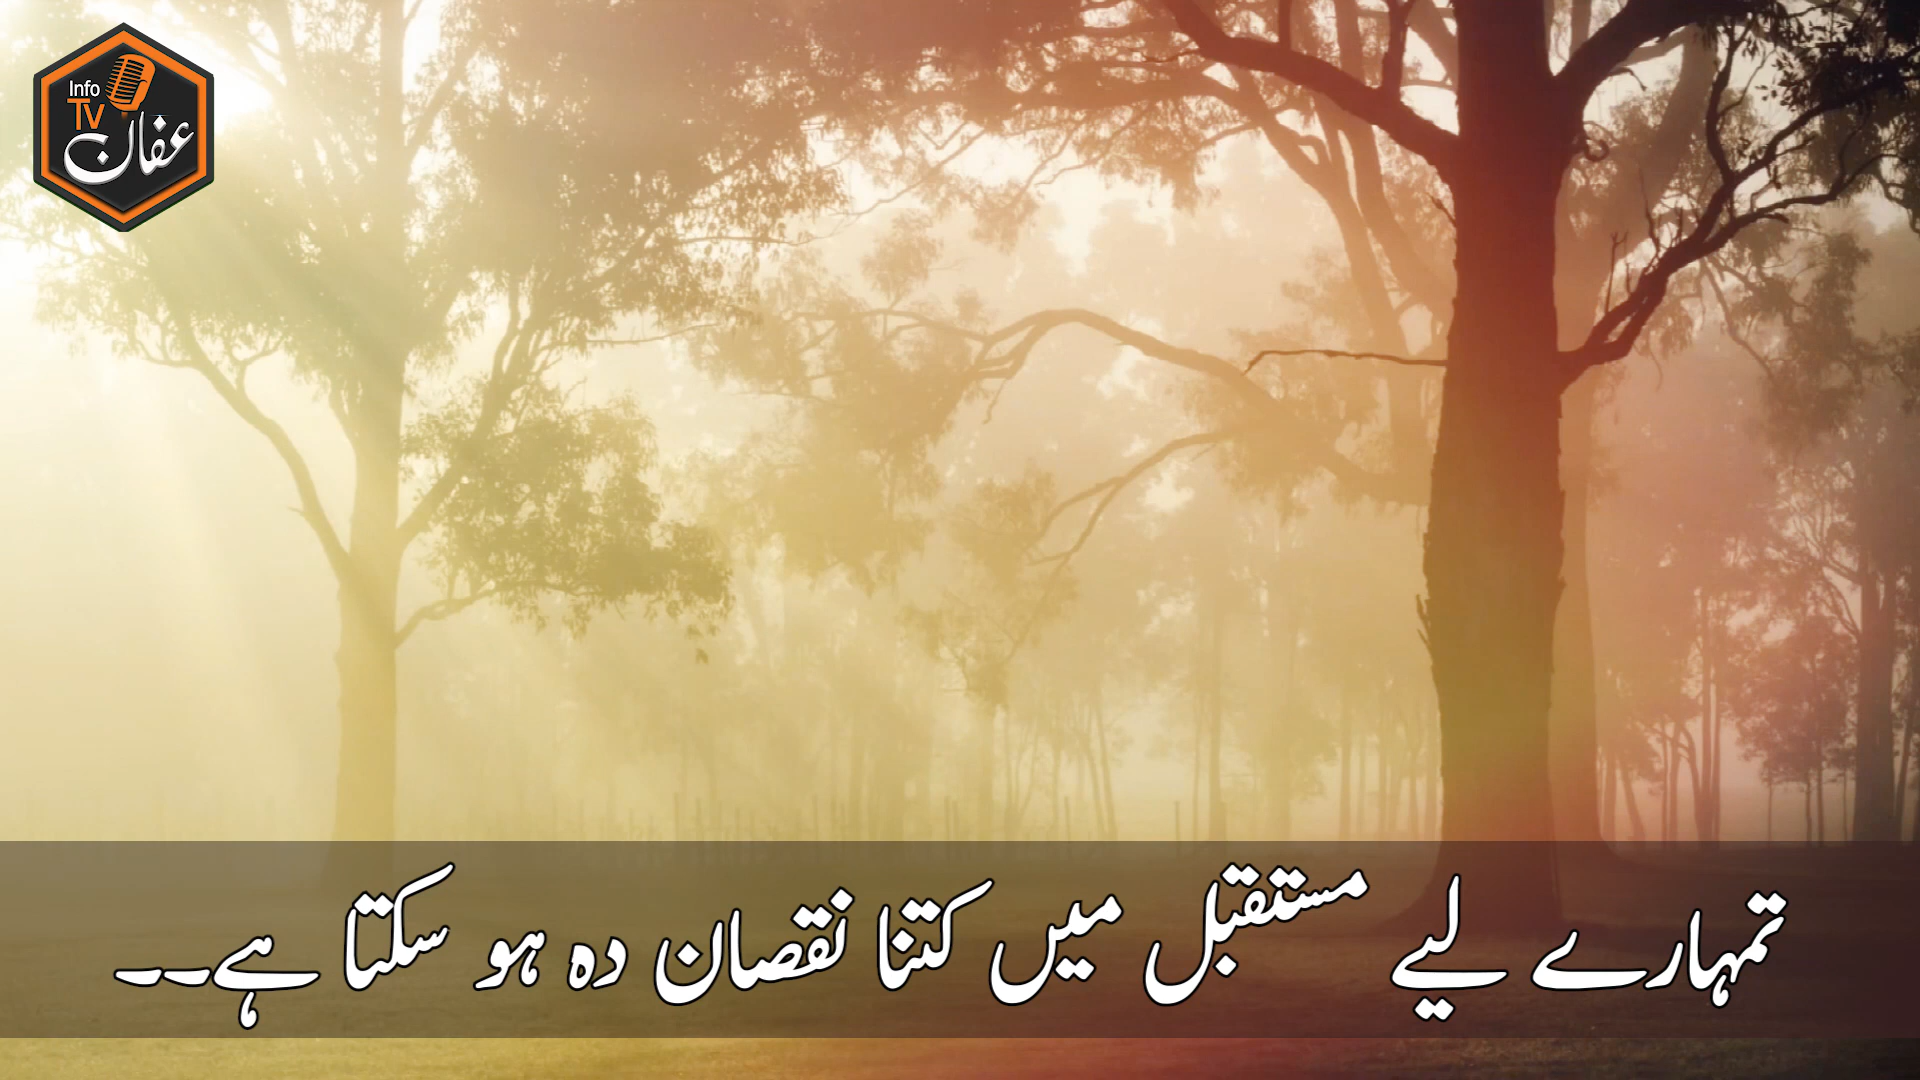 Info
Tv
عفان
تمہارے لیے مستقبل میں کتنا نقصان دہ ہو سکتا ہے۔۔